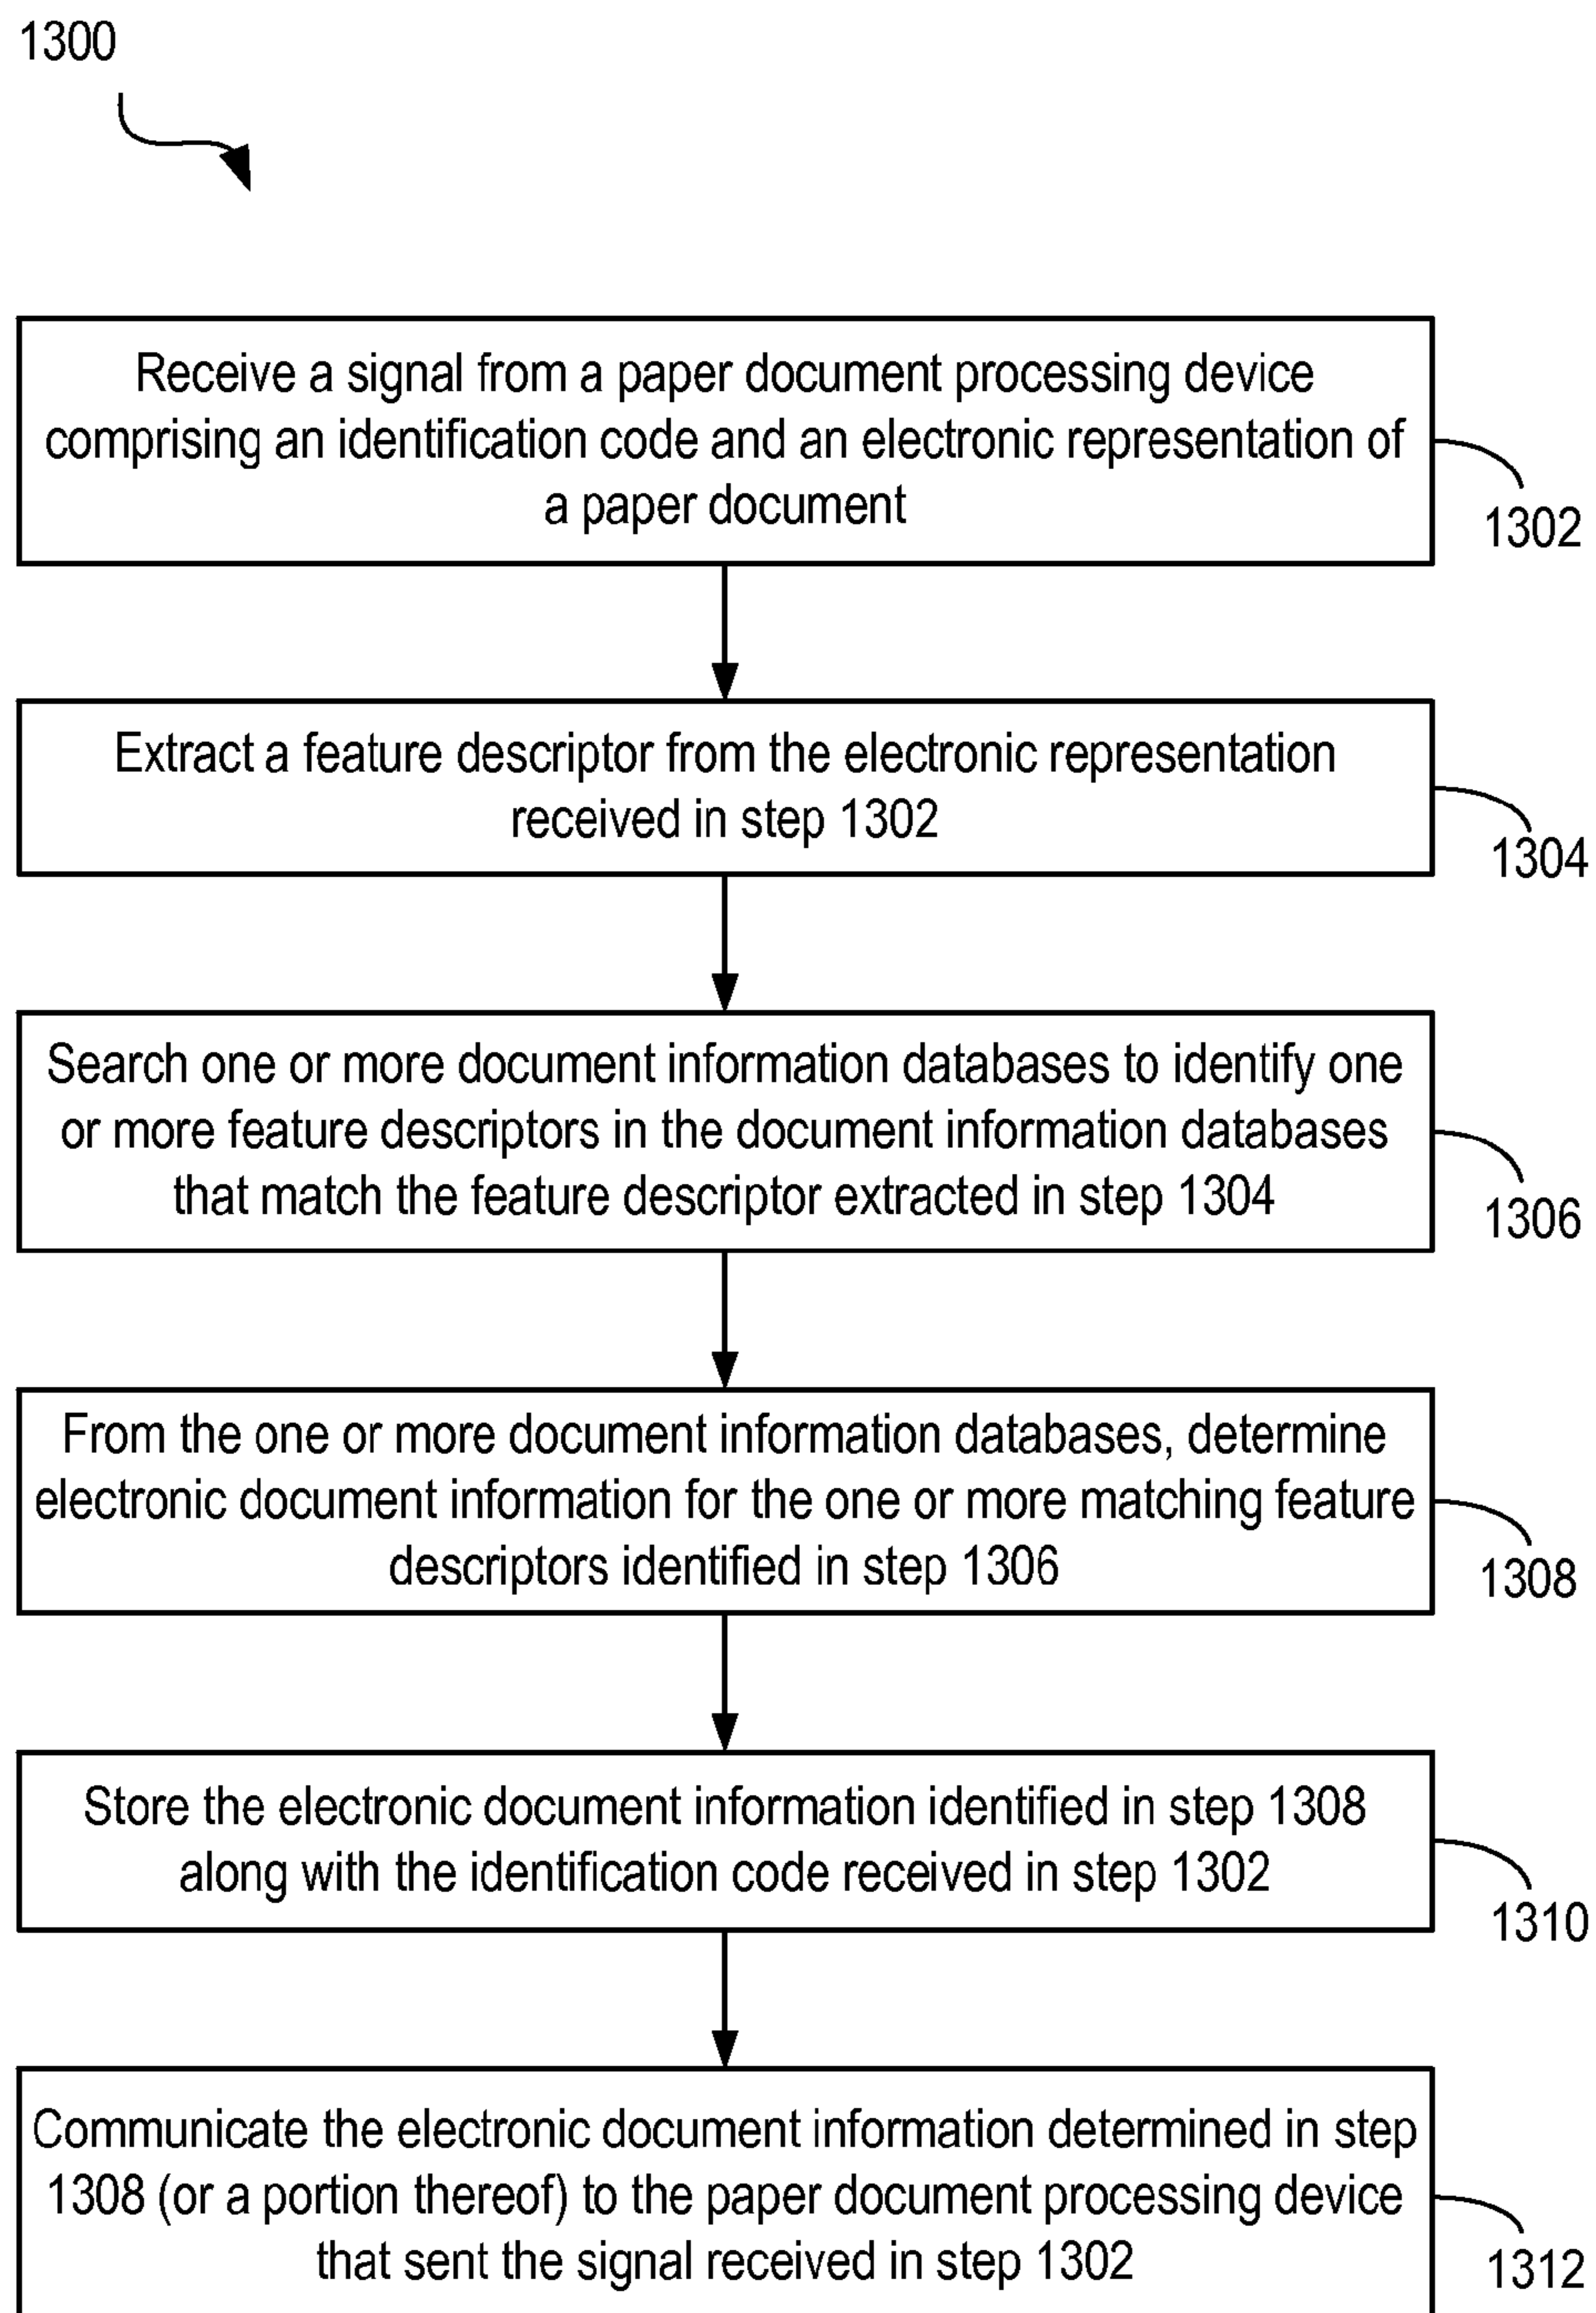 1300
Receive a signal from a paper document processing device
comprising an identification code and an electronic representation of
a paper document
1302
Extract a feature descriptor from the electronic representation
received in step 1302
1304
Search one or more document information databases to identify one
or more feature descriptors in the document information databases
that match the feature descriptor extracted in step 1304
1306
From the one or more document information databases, determine
electronic document information for the one or more matching feature
descriptors identified in step 1306
1308
Store the electronic document information identified in step 1308
along with the identification code received in step 1302
1310
Communicate the electronic document information determined in step
1308 (or a portion thereof) to the paper document processing device
that sent the signal received in step 1302
1312